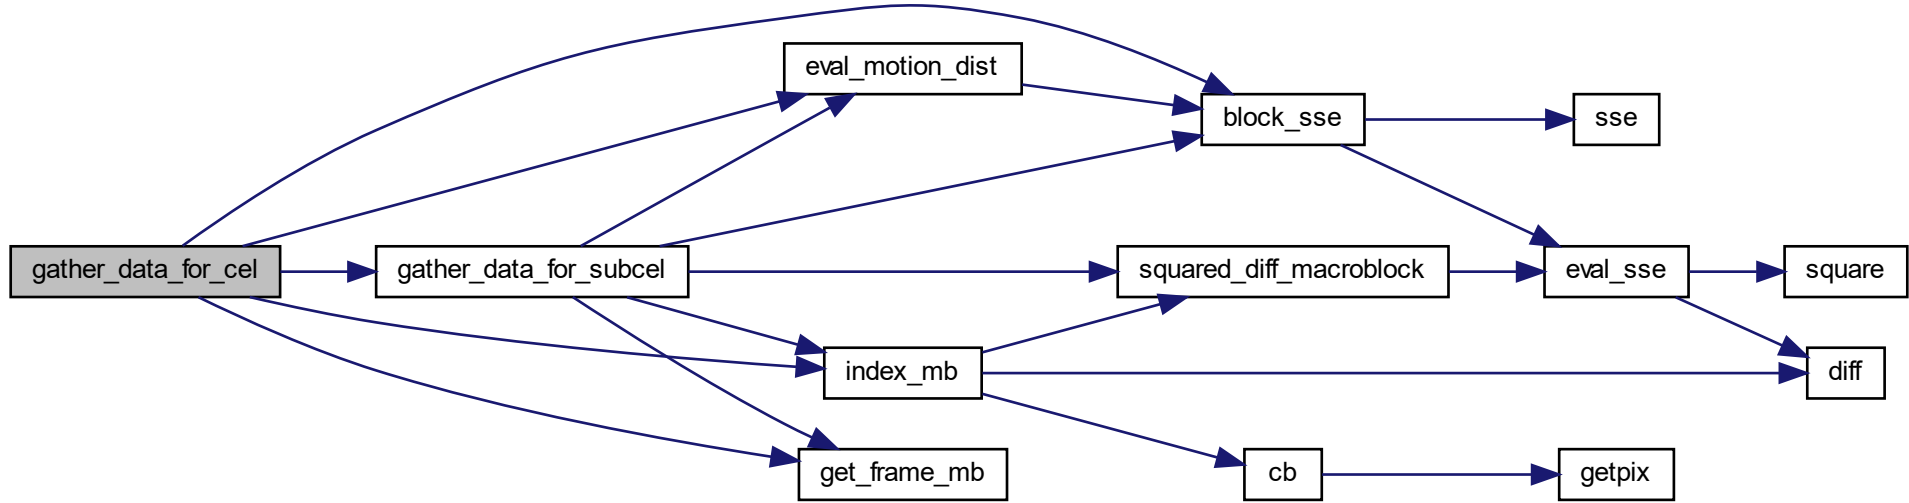 gather_data_for_cel
gather_data_for_subcel
eval_motion_dist
block_sse
sse
squared_diff_macroblock
eval_sse
square
index_mb
diff
get_frame_mb
cb
getpix